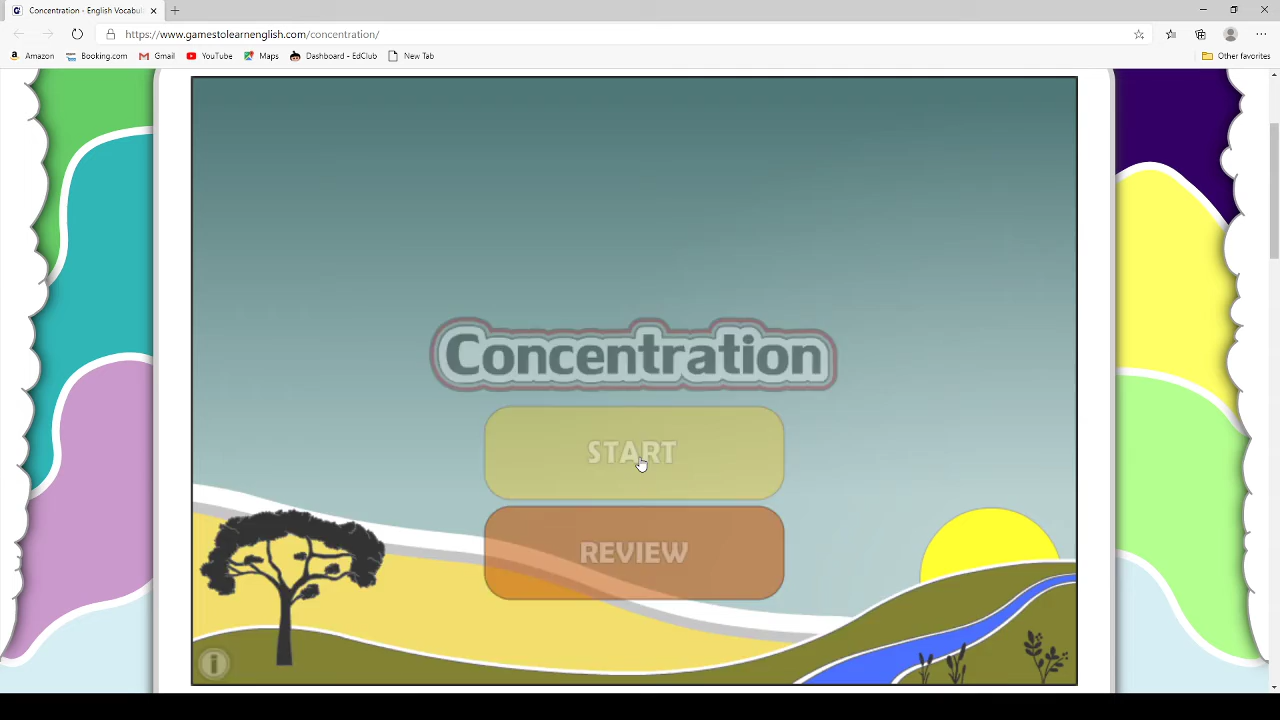 Concentration - English Vocabul
https://www.gamestolearnenglish.com/concentration/
Amazon
Booking.com
Gmail
YouTube
Maps
Dashboard - EdClub
New Tab
Other favorites
Concentration
START
REVIEW
i